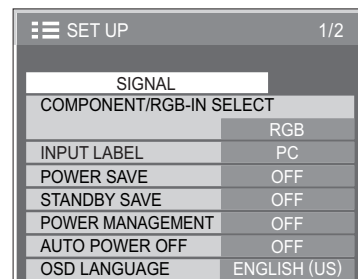 SET UP 1/2
SIGNAL
COMPONENT/RGB-IN SELECT
RGB
INPUT LABEL PC
POWER SAVE OFF
STANDBY SAVE OFF
POWER MANAGEMENT OFF
AUTO POWER OFF OFF
OSD LANGUAGE ENGLISH (US)